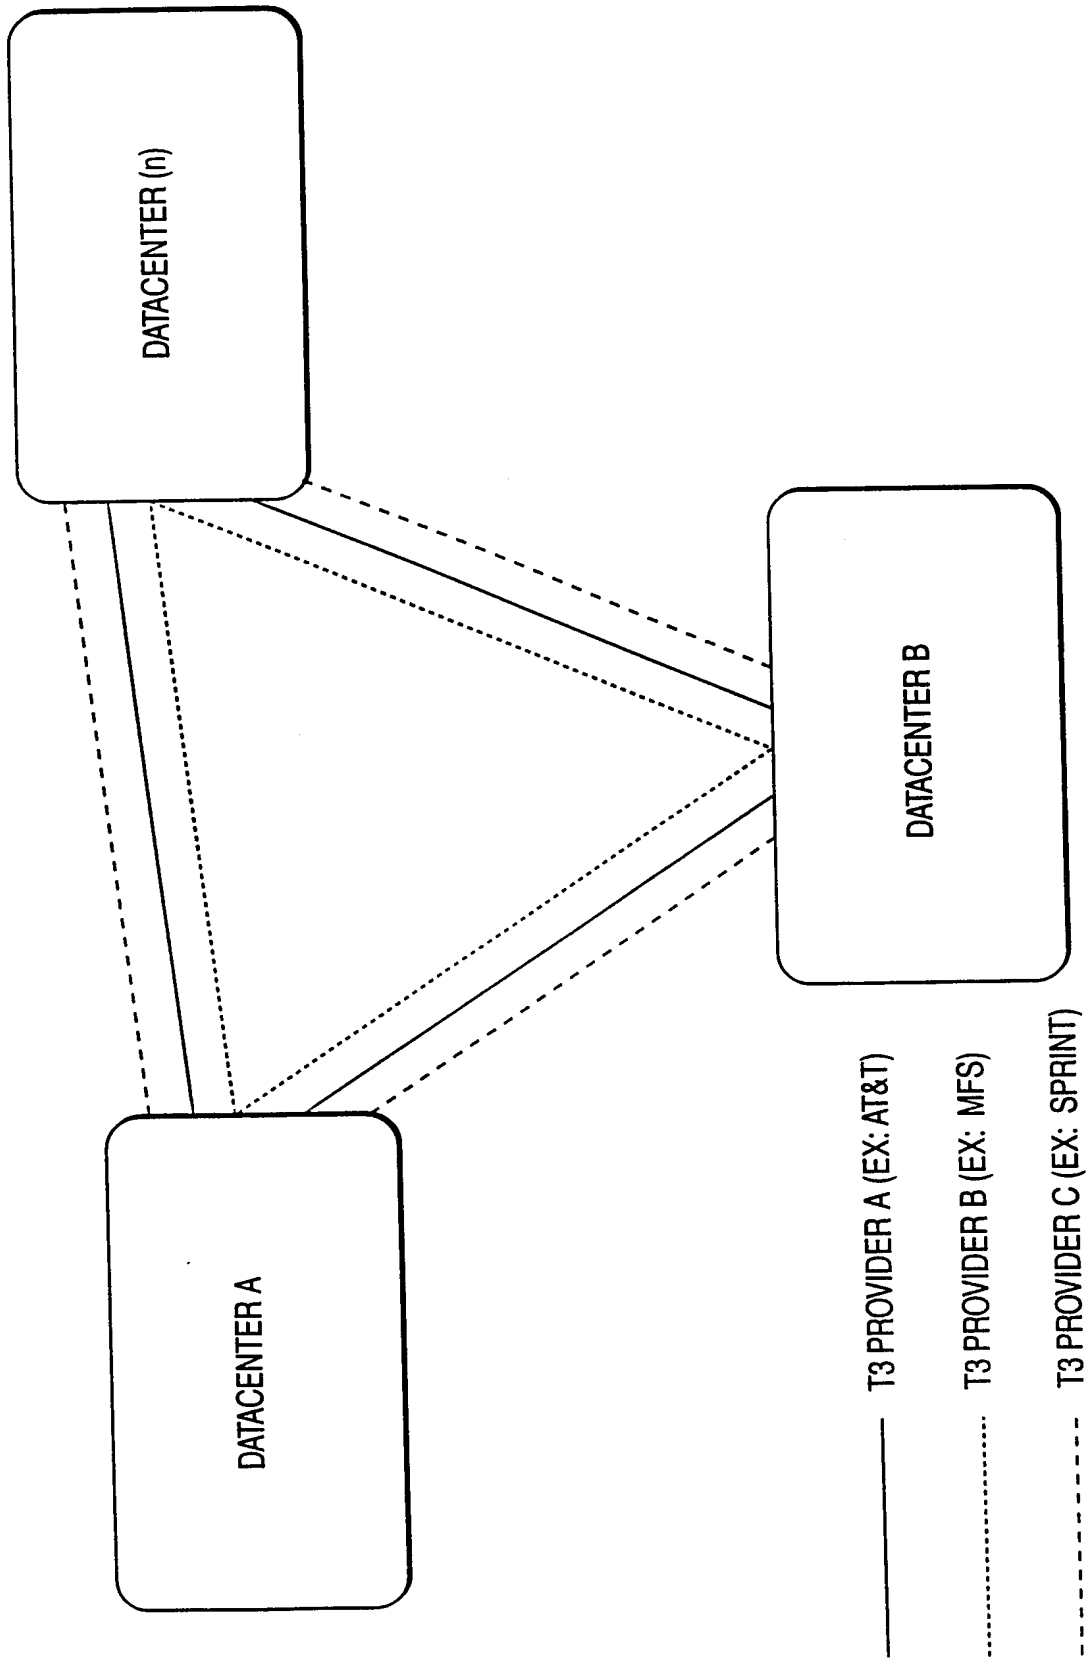 DATACENTER A
DATACENTER (n)
DATACENTER B
T3 PROVIDER A (EX: AT&T)
T3 PROVIDER B (EX: MFS)
T3 PROVIDER C (EX: SPRINT)